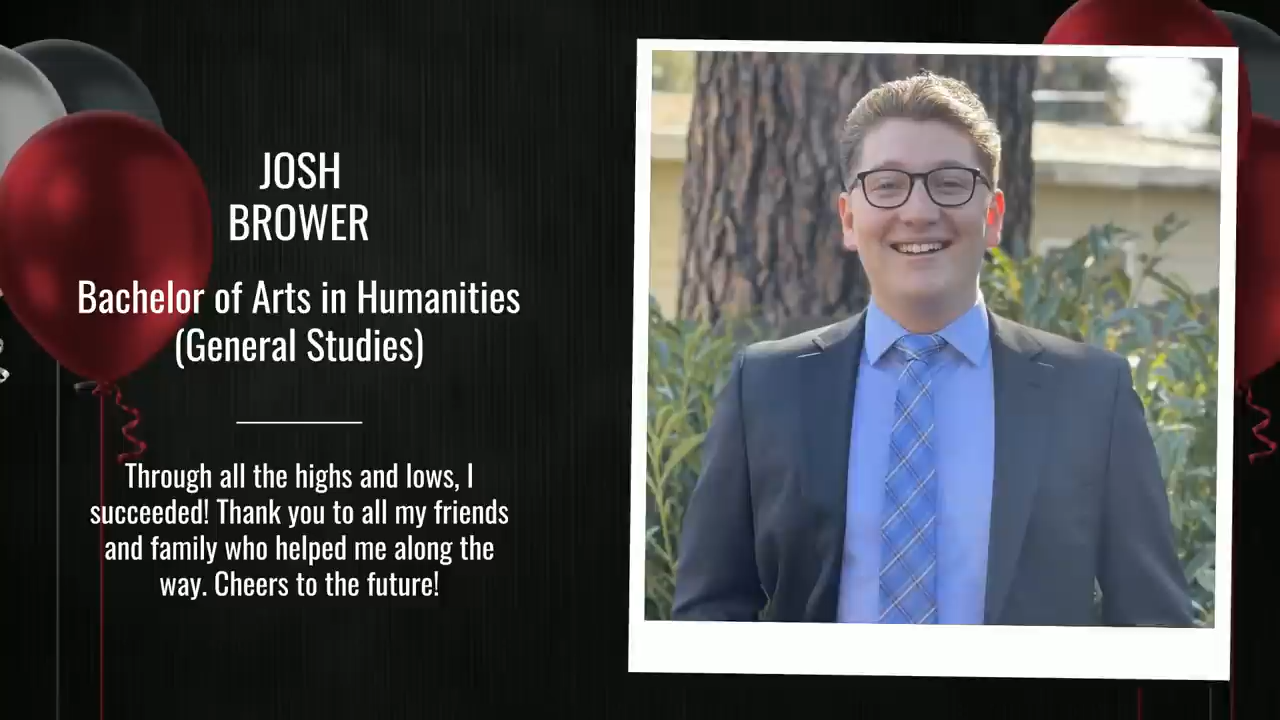 JOSH
BROWER
Bachelor of Arts in Humanities
(General Studies)
Through all the highs and lows, I
succeeded! Thank you to all my friends
and family who helped me along the
way. Cheers to the future!